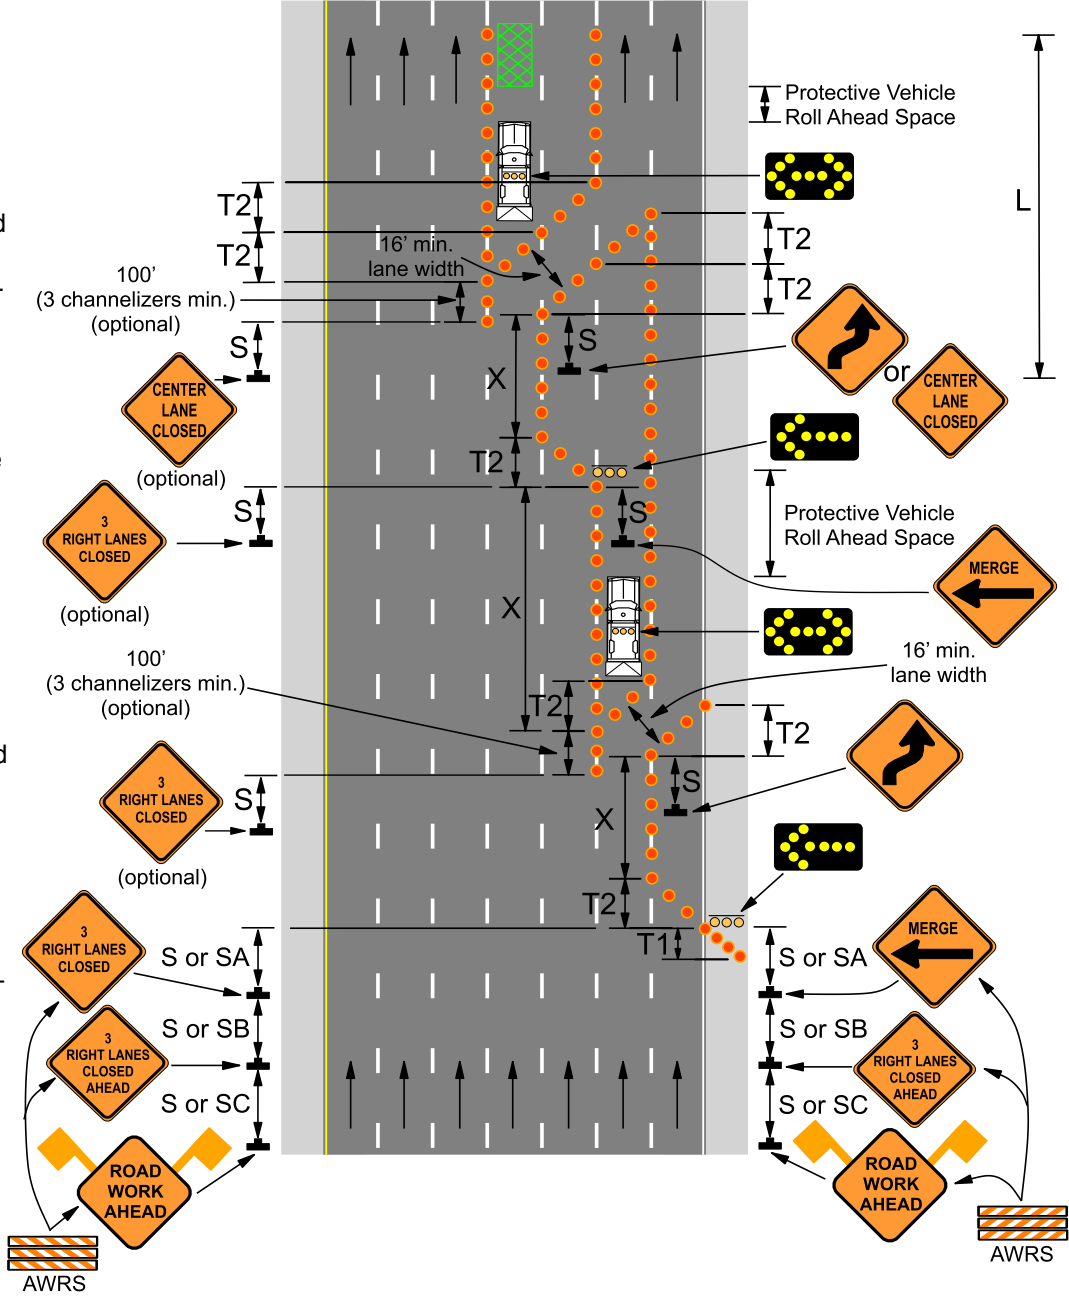 Protective Vehicle
Roll Ahead Space
L
T2
T2
T2
T2
16' min.
lane width
100'
(3 channelizers min.)
(optional)
S
S
X
CENTER
LANE
CLOSED
(optional)
or
CENTER
LANE
CLOSED
T2
S
S
3
RIGHT LANES
CLOSED
(optional)
Protective Vehicle
Roll Ahead Space
MERGE
X
16' min.
lane width
100'
(3 channelizers min.)
(optional)
T2
T2
3
RIGHT LANES
CLOSED
(optional)
S
S
X
T2
T1
3
RIGHT LANES
CLOSED
S or SA
S or SA
MERGE
3
RIGHT LANES
CLOSED
AHEAD
S or SB
S or SB
3
RIGHT LANES
CLOSED
AHEAD
S or SC
S or SC
ROAD
WORK
AHEAD
ROAD
WORK
AHEAD
AWRS
AWRS